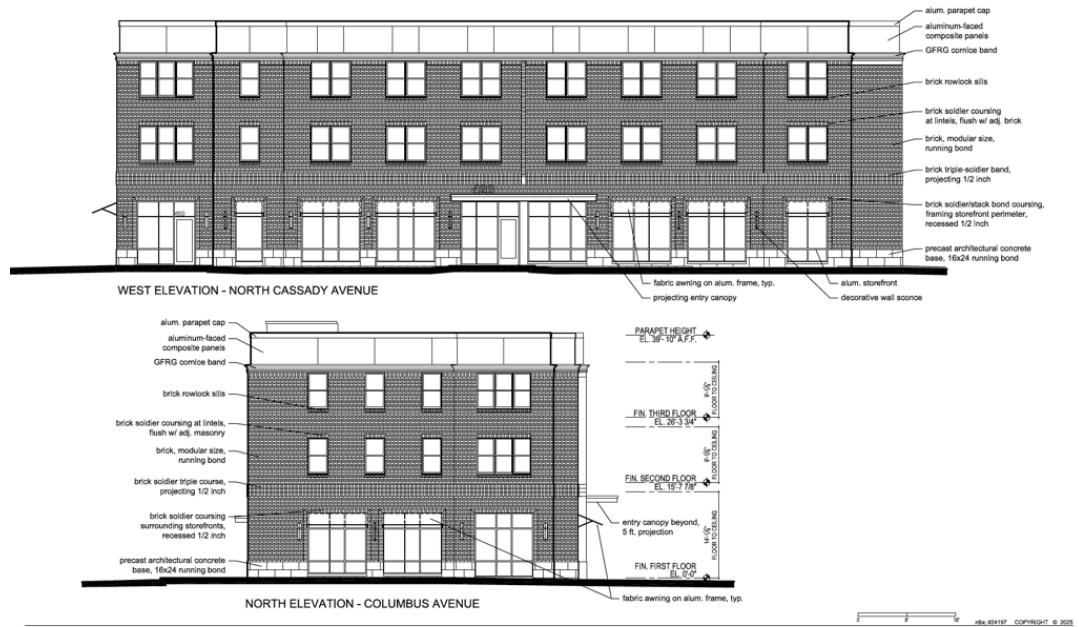 alum. parapet cap
aluminum-faced
composite panels
GFRG cornice band
brick rowlock sills
brick soldier coursing
at lintels, flush w/ adj. brick
brick, modular size,
running bond
brick triple-soldier band,
projecting 1/2 inch
brick soldier/stack bond coursing,
framing storefront perimeter,
recessed 1/2 inch
precast architectural concrete
base, 16x24 running bond
fabric awning on alum. frame, typ.
alum. storefront
projecting entry canopy
decorative wall sconce
WEST ELEVATION - NORTH CASSADY AVENUE
alum. parapet cap
aluminum-faced
composite panels
GFRG cornice band
brick rowlock sills
brick soldier coursing at lintels,
flush w/ adj. masonry
brick, modular size,
running bond
brick soldier triple course,
projecting 1/2 inch
brick soldier coursing
surrounding storefronts,
recessed 1/2 inch
precast architectural concrete
base, 16x24 running bond
PARAPET HEIGHT
EL. 39'- 10" A.F.F.
FLOOR TO CEILING
FIN. THIRD FLOOR
EL. 26'-3 3/4"
FLOOR TO CEILING
FIN. SECOND FLOOR
EL. 15'-7 7/8"
FLOOR TO CEILING
entry canopy beyond,
5 ft. projection
FIN. FIRST FLOOR
EL. 0'-0"
fabric awning on alum. frame, typ.
NORTH ELEVATION - COLUMBUS AVENUE
0 8' 16'
COPYRIGHT © 2025